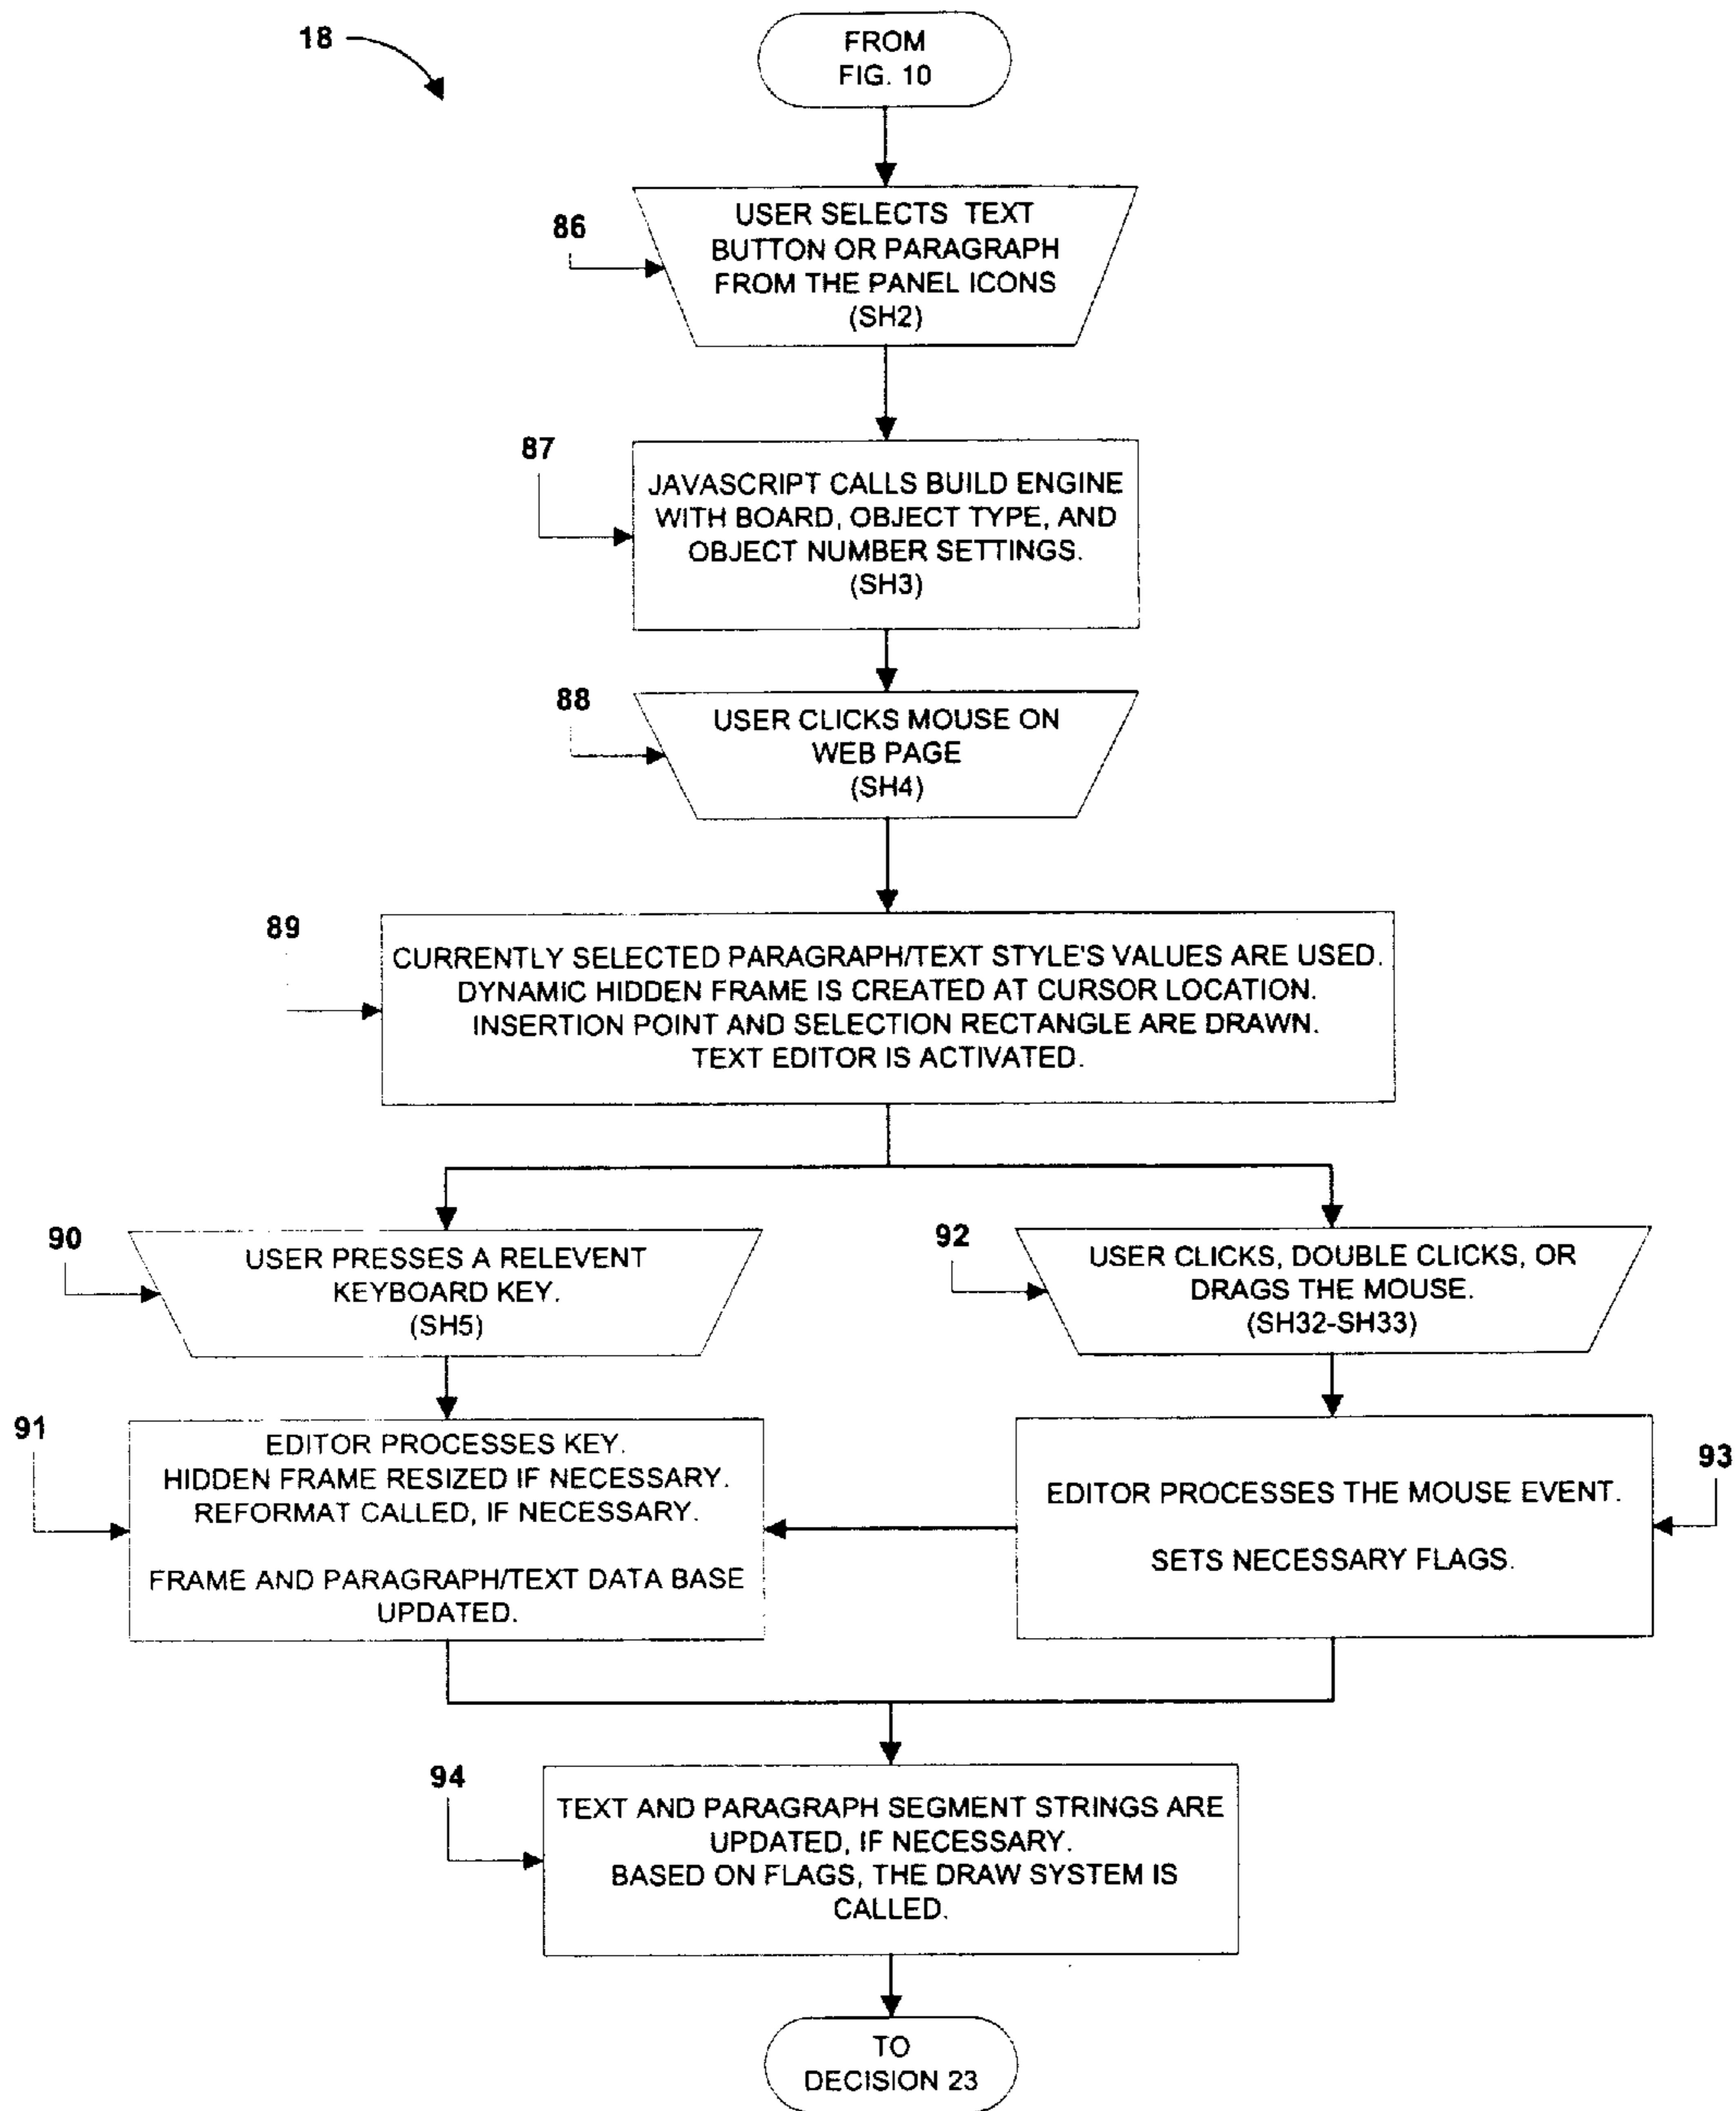 18
FROM
FIG. 10
86
USER SELECTS TEXT
BUTTON OR PARAGRAPH
FROM THE PANEL ICONS
(SH2)
87
JAVASCRIPT CALLS BUILD ENGINE
WITH BOARD, OBJECT TYPE, AND
OBJECT NUMBER SETTINGS.
(SH3)
88
USER CLICKS MOUSE ON
WEB PAGE
(SH4)
89
CURRENTLY SELECTED PARAGRAPH/TEXT STYLE'S VALUES ARE USED.
DYNAMIC HIDDEN FRAME IS CREATED AT CURSOR LOCATION.
INSERTION POINT AND SELECTION RECTANGLE ARE DRAWN.
TEXT EDITOR IS ACTIVATED.
90
USER PRESSES A RELEVENT
KEYBOARD KEY.
(SH5)
92
USER CLICKS, DOUBLE CLICKS, OR
DRAGS THE MOUSE.
(SH32-SH33)
91
EDITOR PROCESSES KEY.
HIDDEN FRAME RESIZED IF NECESSARY.
REFORMAT CALLED, IF NECESSARY.
FRAME AND PARAGRAPH/TEXT DATA BASE
UPDATED.
93
EDITOR PROCESSES THE MOUSE EVENT.
SETS NECESSARY FLAGS.
94
TEXT AND PARAGRAPH SEGMENT STRINGS ARE
UPDATED, IF NECESSARY.
BASED ON FLAGS, THE DRAW SYSTEM IS
CALLED.
TO
DECISION 23